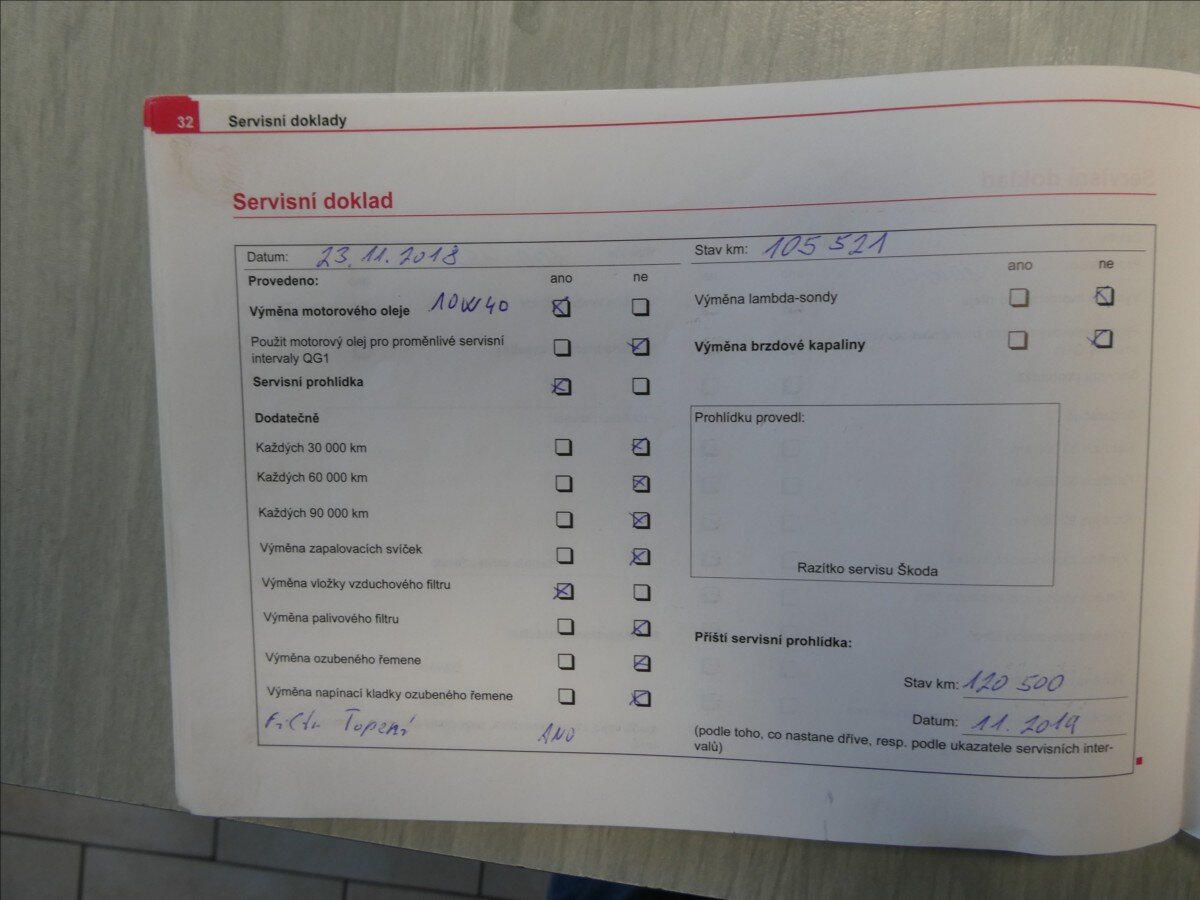 32 Servisní doklady
Servisní doklad
Datum: 23.11.2018
Provedeno: ano ne
Výměna motorového oleje 10W40
Použit motorový olej pro proměnlivé servisní
intervaly QG1
Servisní prohlídka
Dodatečně
Každých 30 000 km
Každých 60 000 km
Každých 90 000 km
Výměna zapalovacích svíček
Výměna vložky vzduchového filtru
Výměna palivového filtru
Výměna ozubeného řemene
Výměna napínací kladky ozubeného řemene
Filtr Topení ANO
Stav km: 105 521
ano ne
Výměna lambda-sondy
Výměna brzdové kapaliny
Prohlídku provedl:
Razítko servisu Škoda
Příští servisní prohlídka:
Stav km: 120 500
Datum: 11. 2019
(podle toho, co nastane dříve, resp. podle ukazatele servisních inter-
valů)